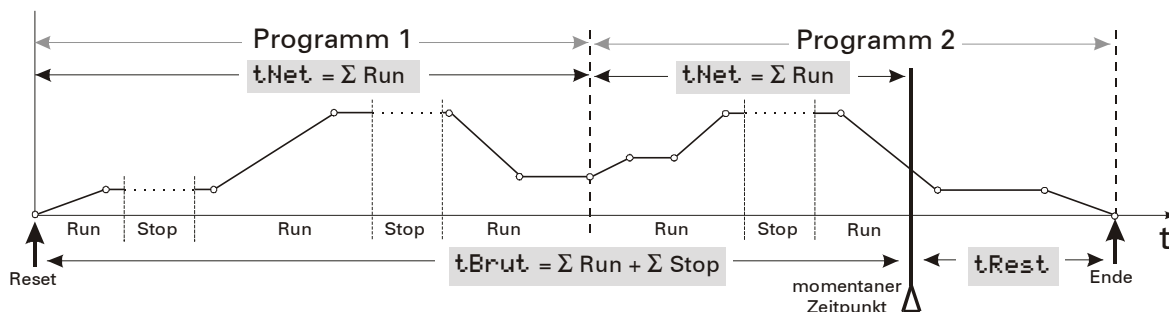 Programm 1 Programm 2
tNet = Σ Run tNet = Σ Run
Run Stop Run Stop Run Run Stop Run t
Reset tBrut = Σ Run + Σ Stop tRest Ende
momentaner
Zeitpunkt